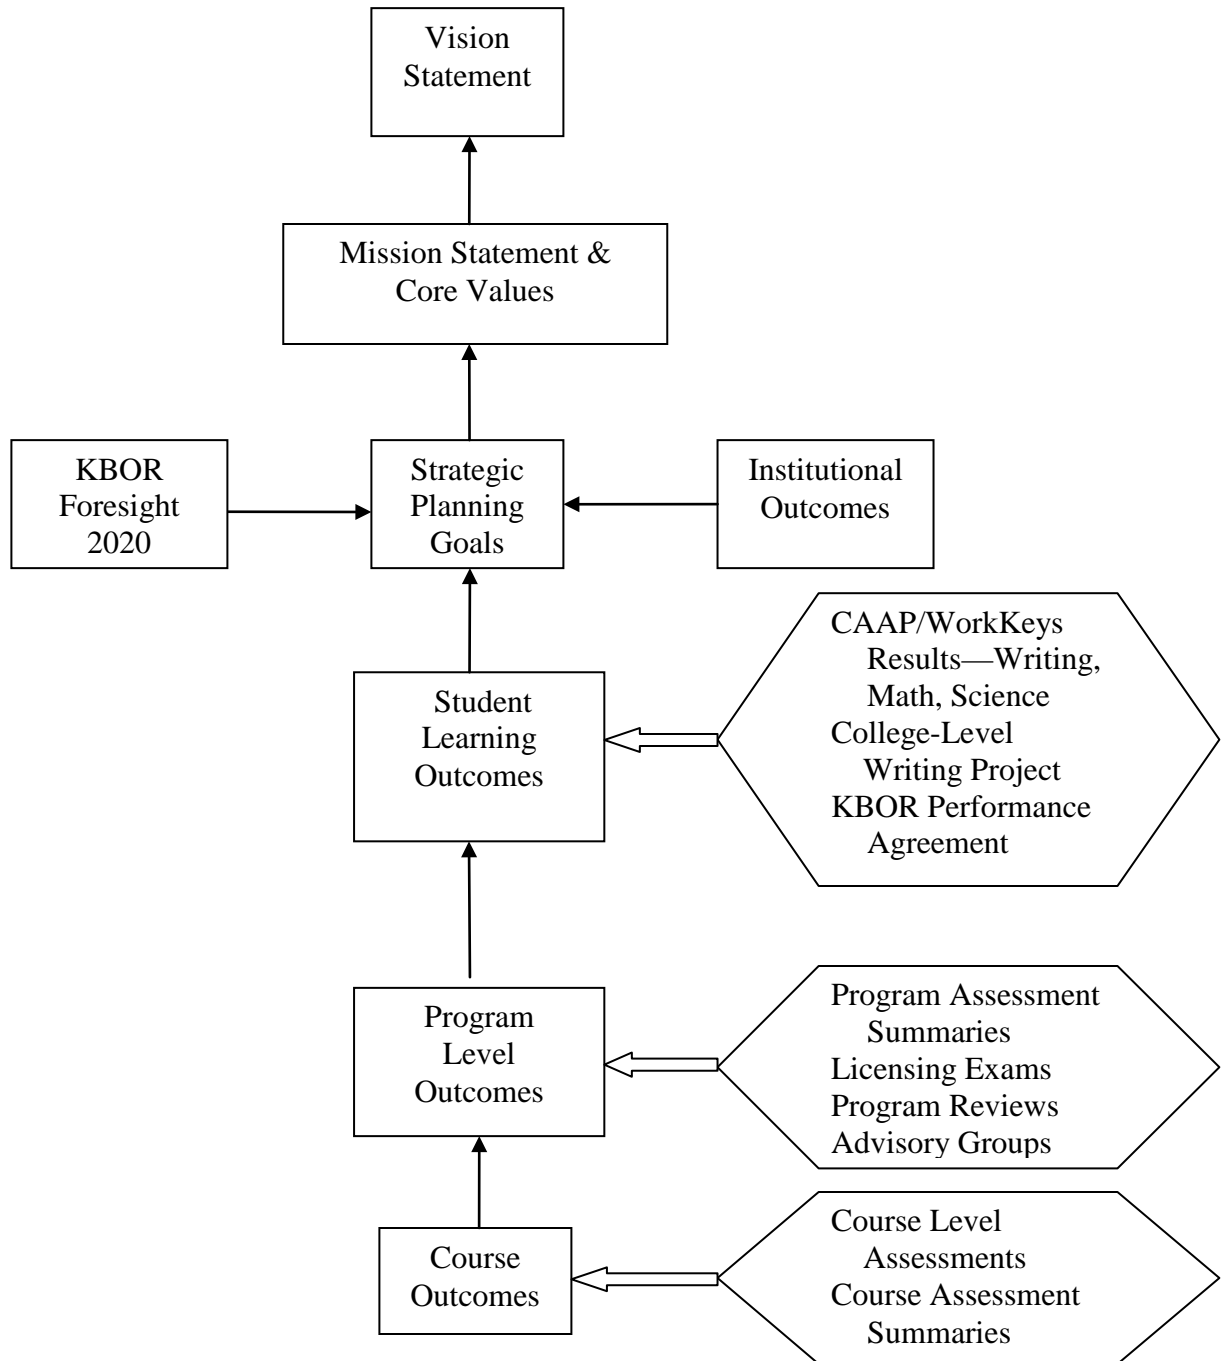 Vision
Statement
Mission Statement &
Core Values
KBOR
Foresight
2020
Strategic
Planning
Goals
Institutional
Outcomes
Student
Learning
Outcomes
CAAP/WorkKeys
Results—Writing,
Math, Science
College-Level
Writing Project
KBOR Performance
Agreement
Program
Level
Outcomes
Program Assessment
Summaries
Licensing Exams
Program Reviews
Advisory Groups
Course
Outcomes
Course Level
Assessments
Course Assessment
Summaries